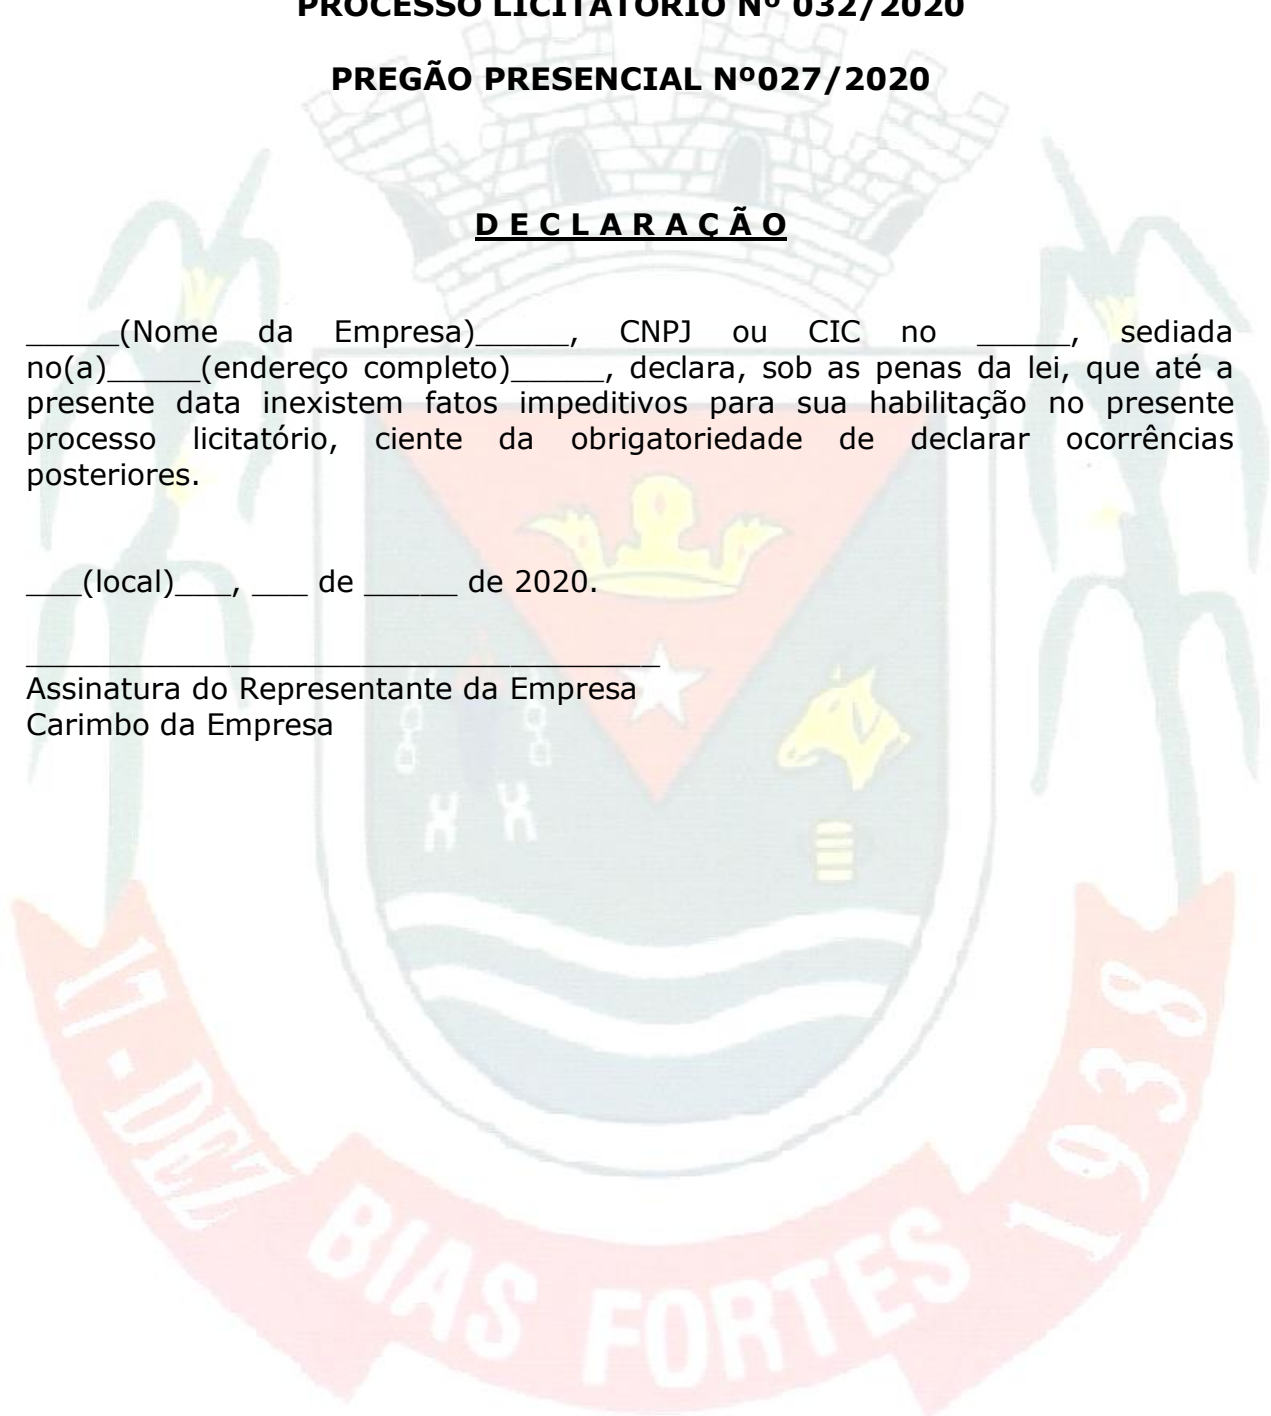 PROCESSO LICITATÓRIO Nº 032/2020
PREGÃO PRESENCIAL Nº027/2020
D E C L A R A Ç Ã O
_____(Nome da Empresa)_____, CNPJ ou CIC no _____, sediada
no(a)_____(endereço completo)_____, declara, sob as penas da lei, que até a
presente data inexistem fatos impeditivos para sua habilitação no presente
processo licitatório, ciente da obrigatoriedade de declarar ocorrências
posteriores.
___(local)___, ___ de _____ de 2020.
__________________________________
Assinatura do Representante da Empresa
Carimbo da Empresa
17 - DEZ BIAS FORTES 1938